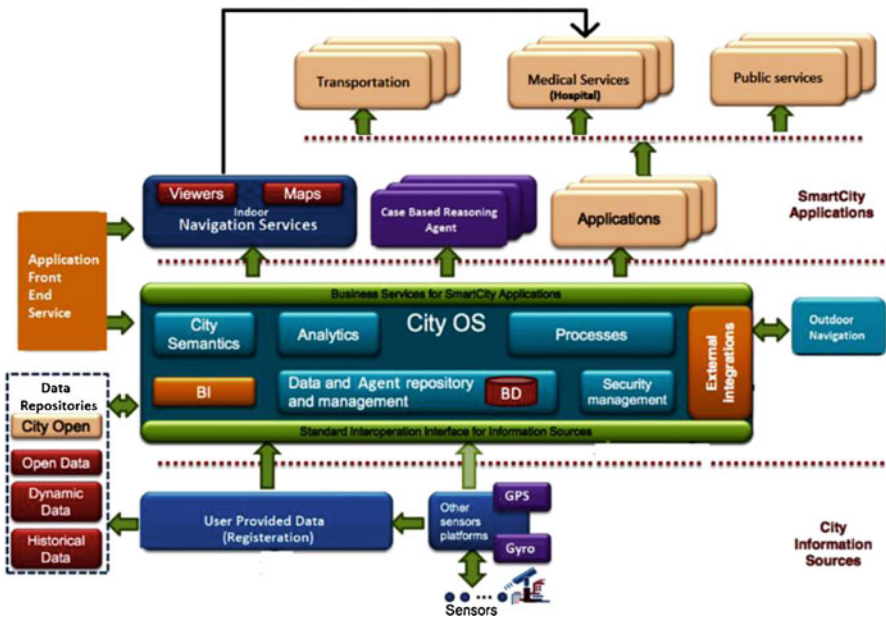 Transportation
Medical Services
(Hospital)
Public services
Viewers
Maps
Indoor
Navigation Services
Case Based Reasoning
Agent
Applications
SmartCity
Applications
Application
Front
End
Service
Business Services for SmartCity Applications
City
Semantics
Analytics
City OS
Processes
External
Integrations
Outdoor
Navigation
BI
Data and Agent repository
and management
BD
Security
management
Standard Interoperation Interface for Information Sources
Data
Repositories
City Open
Open Data
Dynamic
Data
Historical
Data
User Provided Data
(Registeration)
Other
sensors
platforms
GPS
Gyro
Sensors
City
Information
Sources